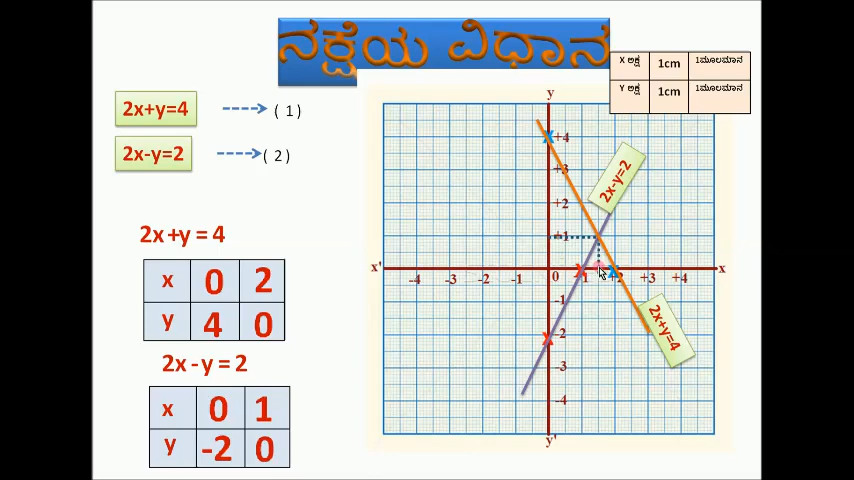 ನಕ್ಷೆಯ ವಿಧಾನ
X ಅಕ್ಷ 1cm 1ಮೂಲಮಾನ
Y ಅಕ್ಷ 1cm 1ಮೂಲಮಾನ
2x+y=4 (1)
2x-y=2 (2)
2x+y = 4
x 0 2
y 4 0
2x - y = 2
x 0 1
y -2 0
y
+4
+3
+2
+1
x' x
-4 -3 -2 -1 0 +1 +2 +3 +4
-1
-2
-3
-4
y'
2x-y=2
2x+y=4